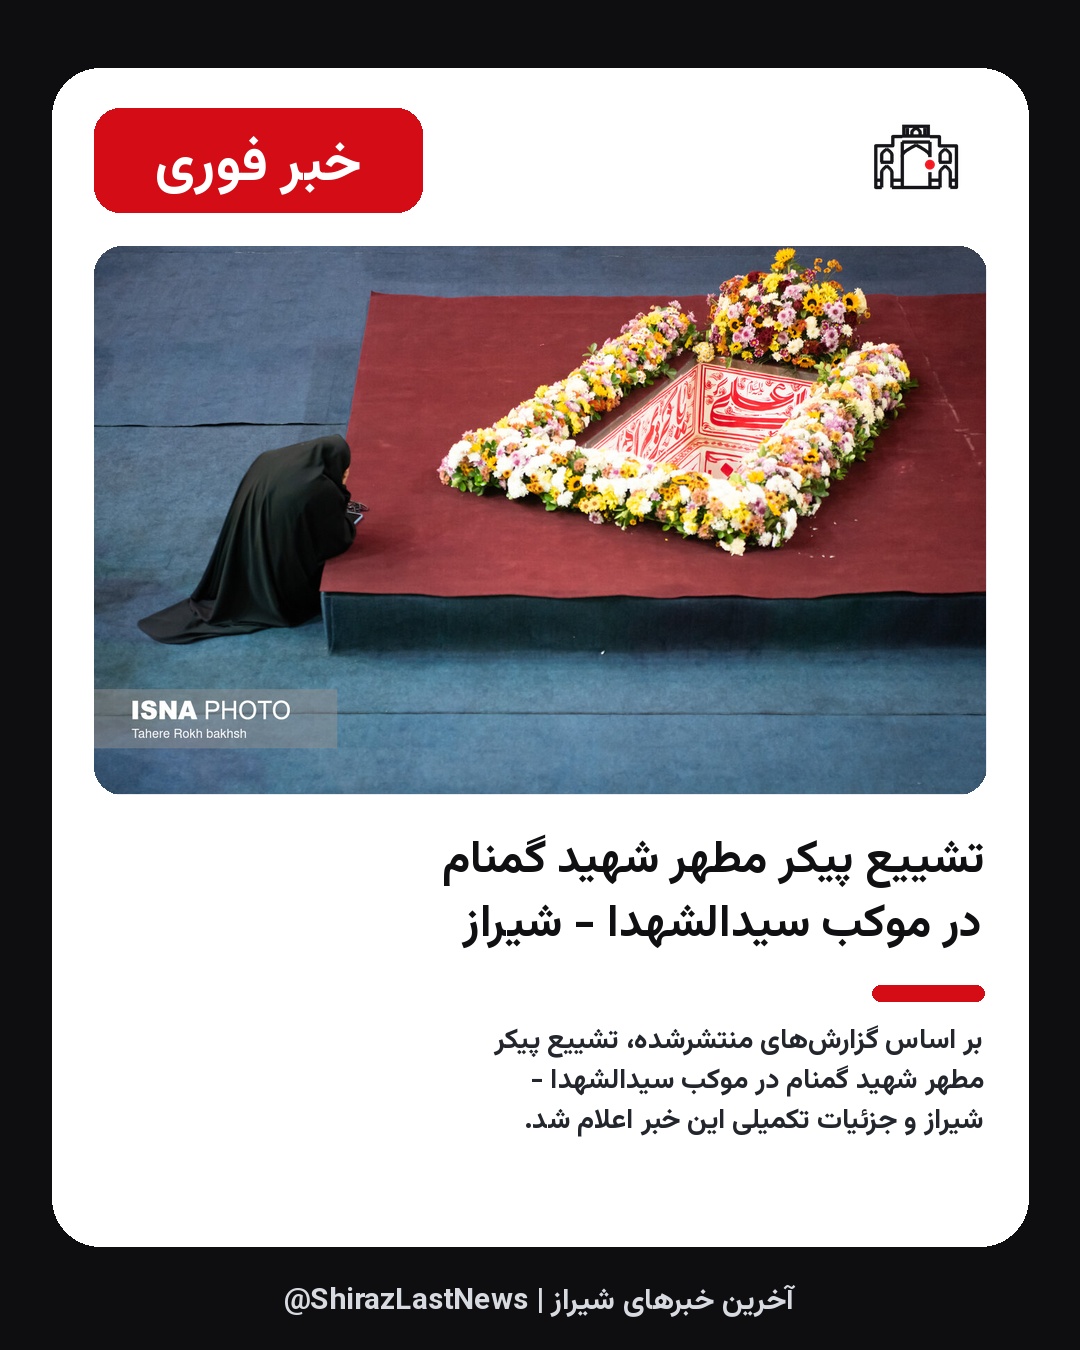 خبر فوری
علی
ISNA PHOTO
Tahere Rokh bakhsh
تشییع پیکر مطهر شهید گمنام
در موکب سیدالشهدا - شیراز
بر اساس گزارش‌های منتشرشده، تشییع پیکر
مطهر شهید گمنام در موکب سیدالشهدا -
شیراز و جزئیات تکمیلی این خبر اعلام شد.
آخرین خبرهای شیراز | @ShirazLastNews